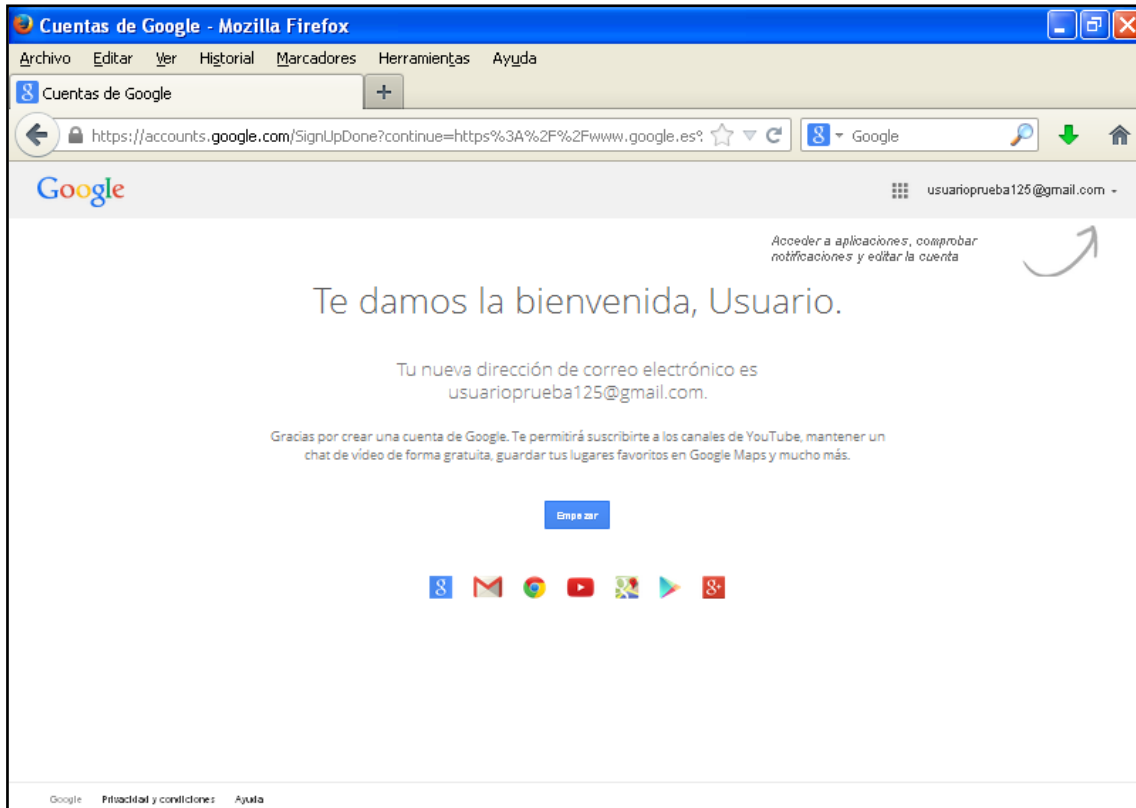 Cuentas de Google - Mozilla Firefox
Archivo Editar Ver Historial Marcadores Herramientas Ayuda
Cuentas de Google
https://accounts.google.com/SignUpDone?continue=https%3A%2F%2Fwww.google.es% Google
Google usuarioprueba125@gmail.com
Acceder a aplicaciones, comprobar
notificaciones y editar la cuenta
Te damos la bienvenida, Usuario.
Tu nueva dirección de correo electrónico es
usuarioprueba125@gmail.com.
Gracias por crear una cuenta de Google. Te permitirá suscribirte a los canales de YouTube, mantener un
chat de vídeo de forma gratuita, guardar tus lugares favoritos en Google Maps y mucho más.
Empezar
Google Privacidad y condiciones Ayuda